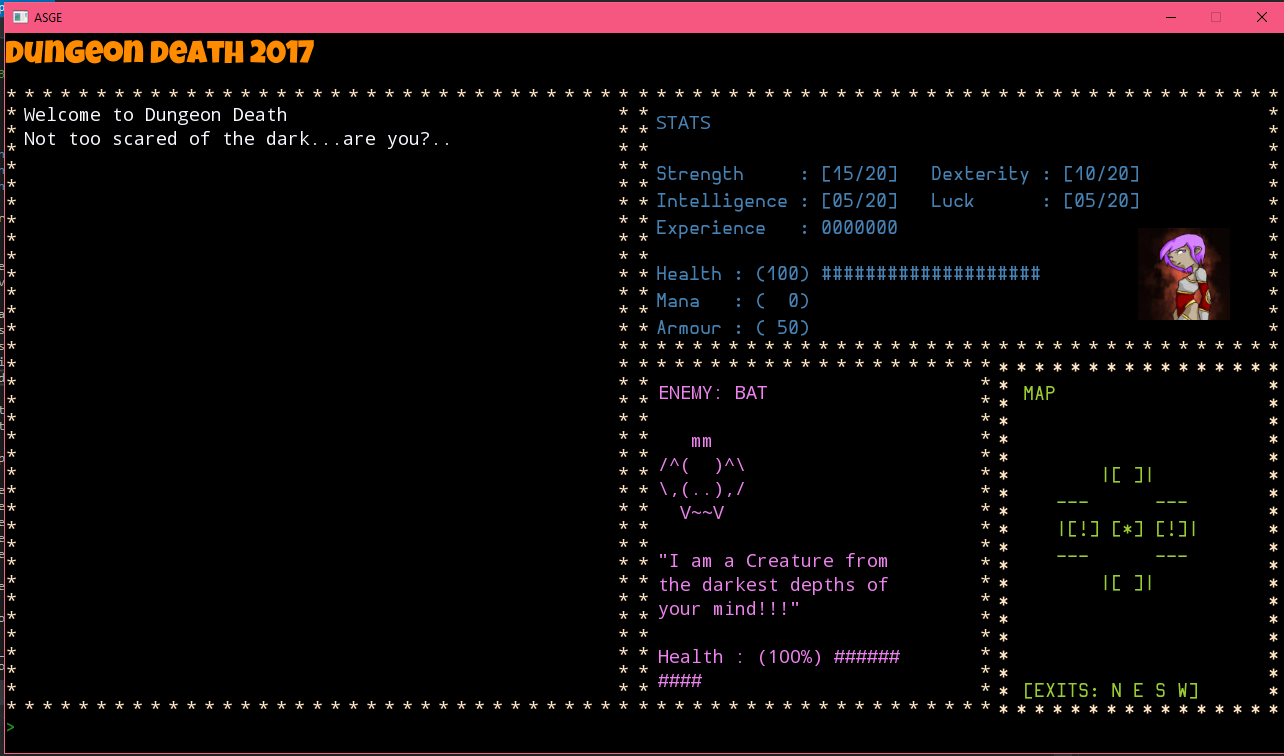 ASGE
DUNGEON DEATH 2017
Welcome to Dungeon Death
Not too scared of the dark...are you?..
STATS
Strength     : [15/20]   Dexterity : [10/20]
Intelligence : [05/20]   Luck      : [05/20]
Experience   : 0000000
Health : (100) ####################
Mana   : (  0)
Armour : ( 50)
ENEMY: BAT
   mm
/^(  )^\
\,(..),/
  V~~V
"I am a Creature from
the darkest depths of
your mind!!!"
Health : (100%) ######
####
MAP
    |[ ]|
---      ---
|[!] [*] [!]|
---      ---
    |[ ]|
[EXITS: N E S W]
>